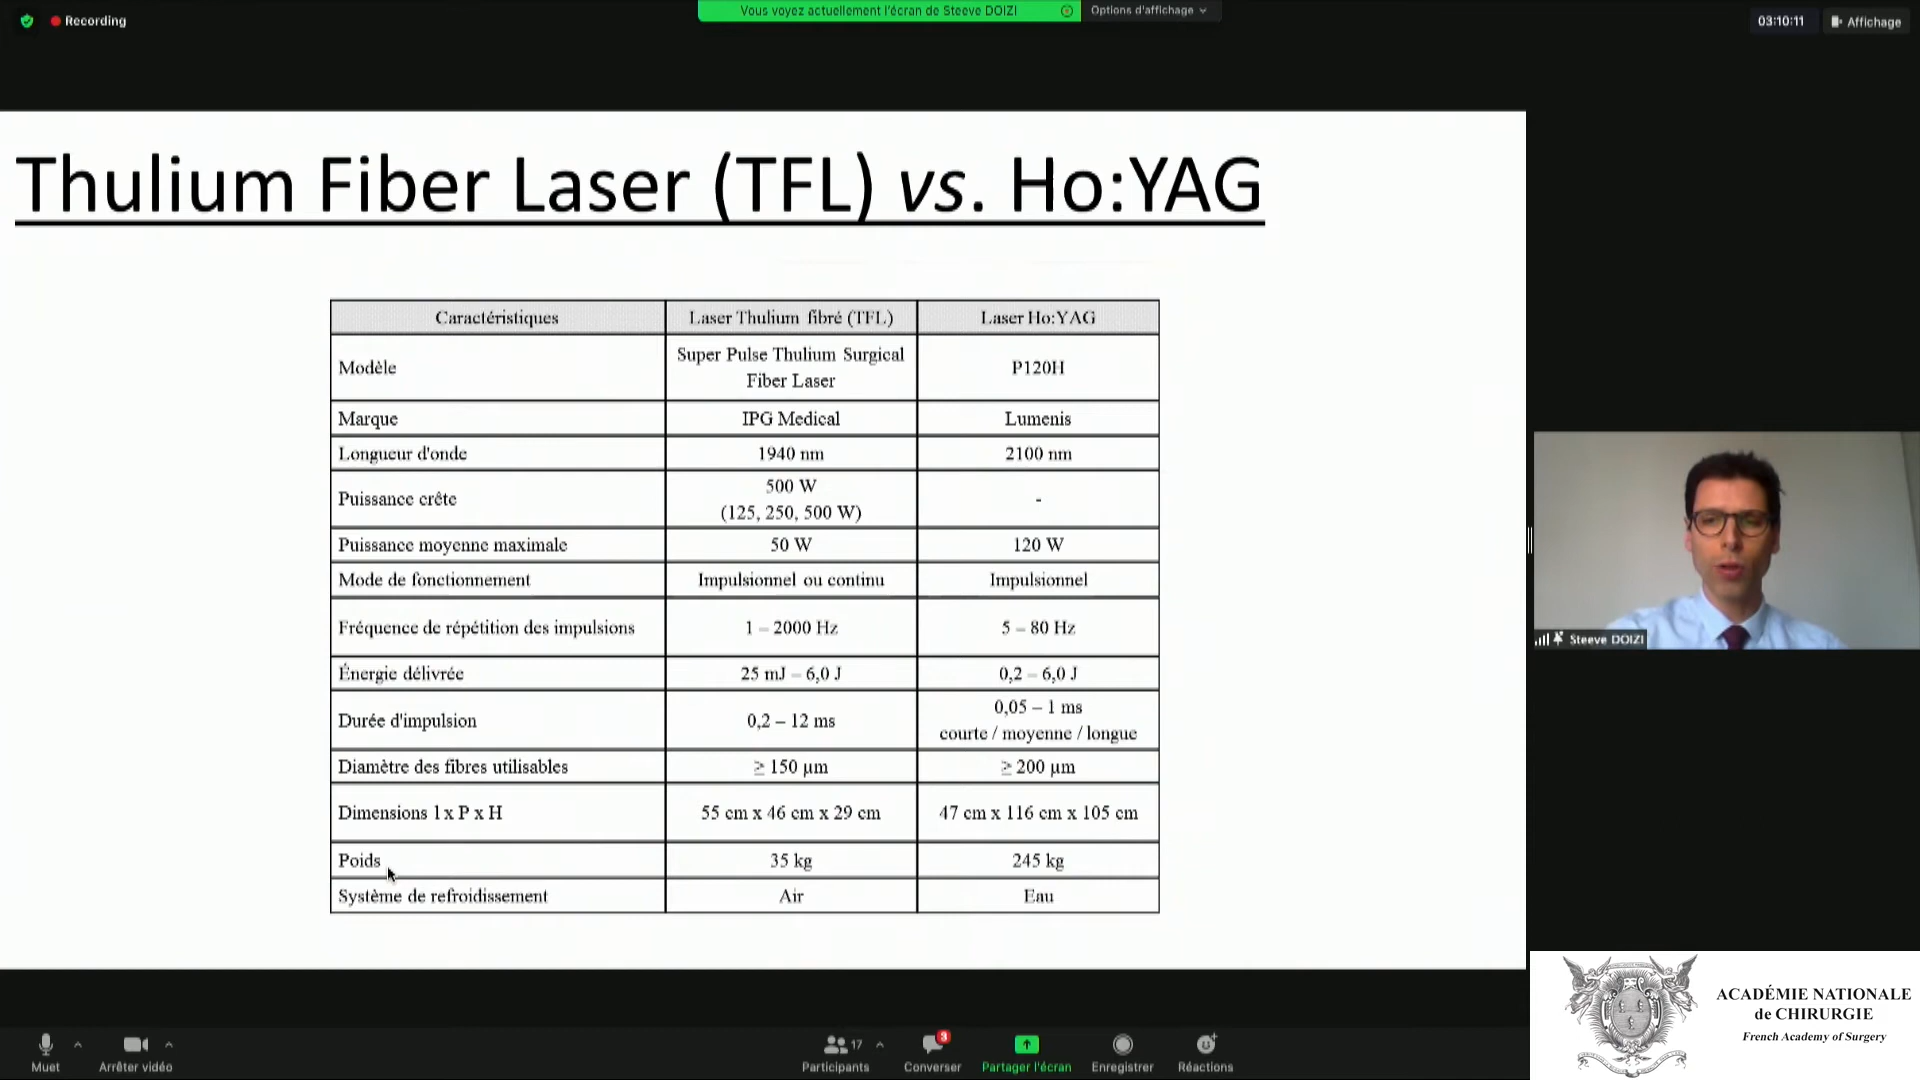 Recording
Vous voyez actuellement l'écran de Steeve DOIZI
Options d'affichage
03:10:11
Affichage
Thulium Fiber Laser (TFL) vs. Ho:YAG
Caractéristiques
Laser Thulium fibré (TFL)
Laser Ho:YAG
Modèle
Super Pulse Thulium Surgical
Fiber Laser
P120H
Marque
IPG Medical
Lumenis
Longueur d'onde
1940 nm
2100 nm
Puissance crête
500 W
(125, 250, 500 W)
-
Puissance moyenne maximale
50 W
120 W
Mode de fonctionnement
Impulsionnel ou continu
Impulsionnel
Fréquence de répétition des impulsions
1 – 2000 Hz
5 – 80 Hz
Énergie délivrée
25 mJ – 6,0 J
0,2 – 6,0 J
Durée d'impulsion
0,2 – 12 ms
0,05 – 1 ms
courte / moyenne / longue
Diamètre des fibres utilisables
≥ 150 µm
≥ 200 µm
Dimensions l x P x H
55 cm x 46 cm x 29 cm
47 cm x 116 cm x 105 cm
Poids
35 kg
245 kg
Système de refroidissement
Air
Eau
Steeve DOIZI
ACADÉMIE NATIONALE
de CHIRURGIE
French Academy of Surgery
Muet
Arrêter vidéo
17
Participants
3
Converser
Partager l'écran
Enregistrer
Réactions